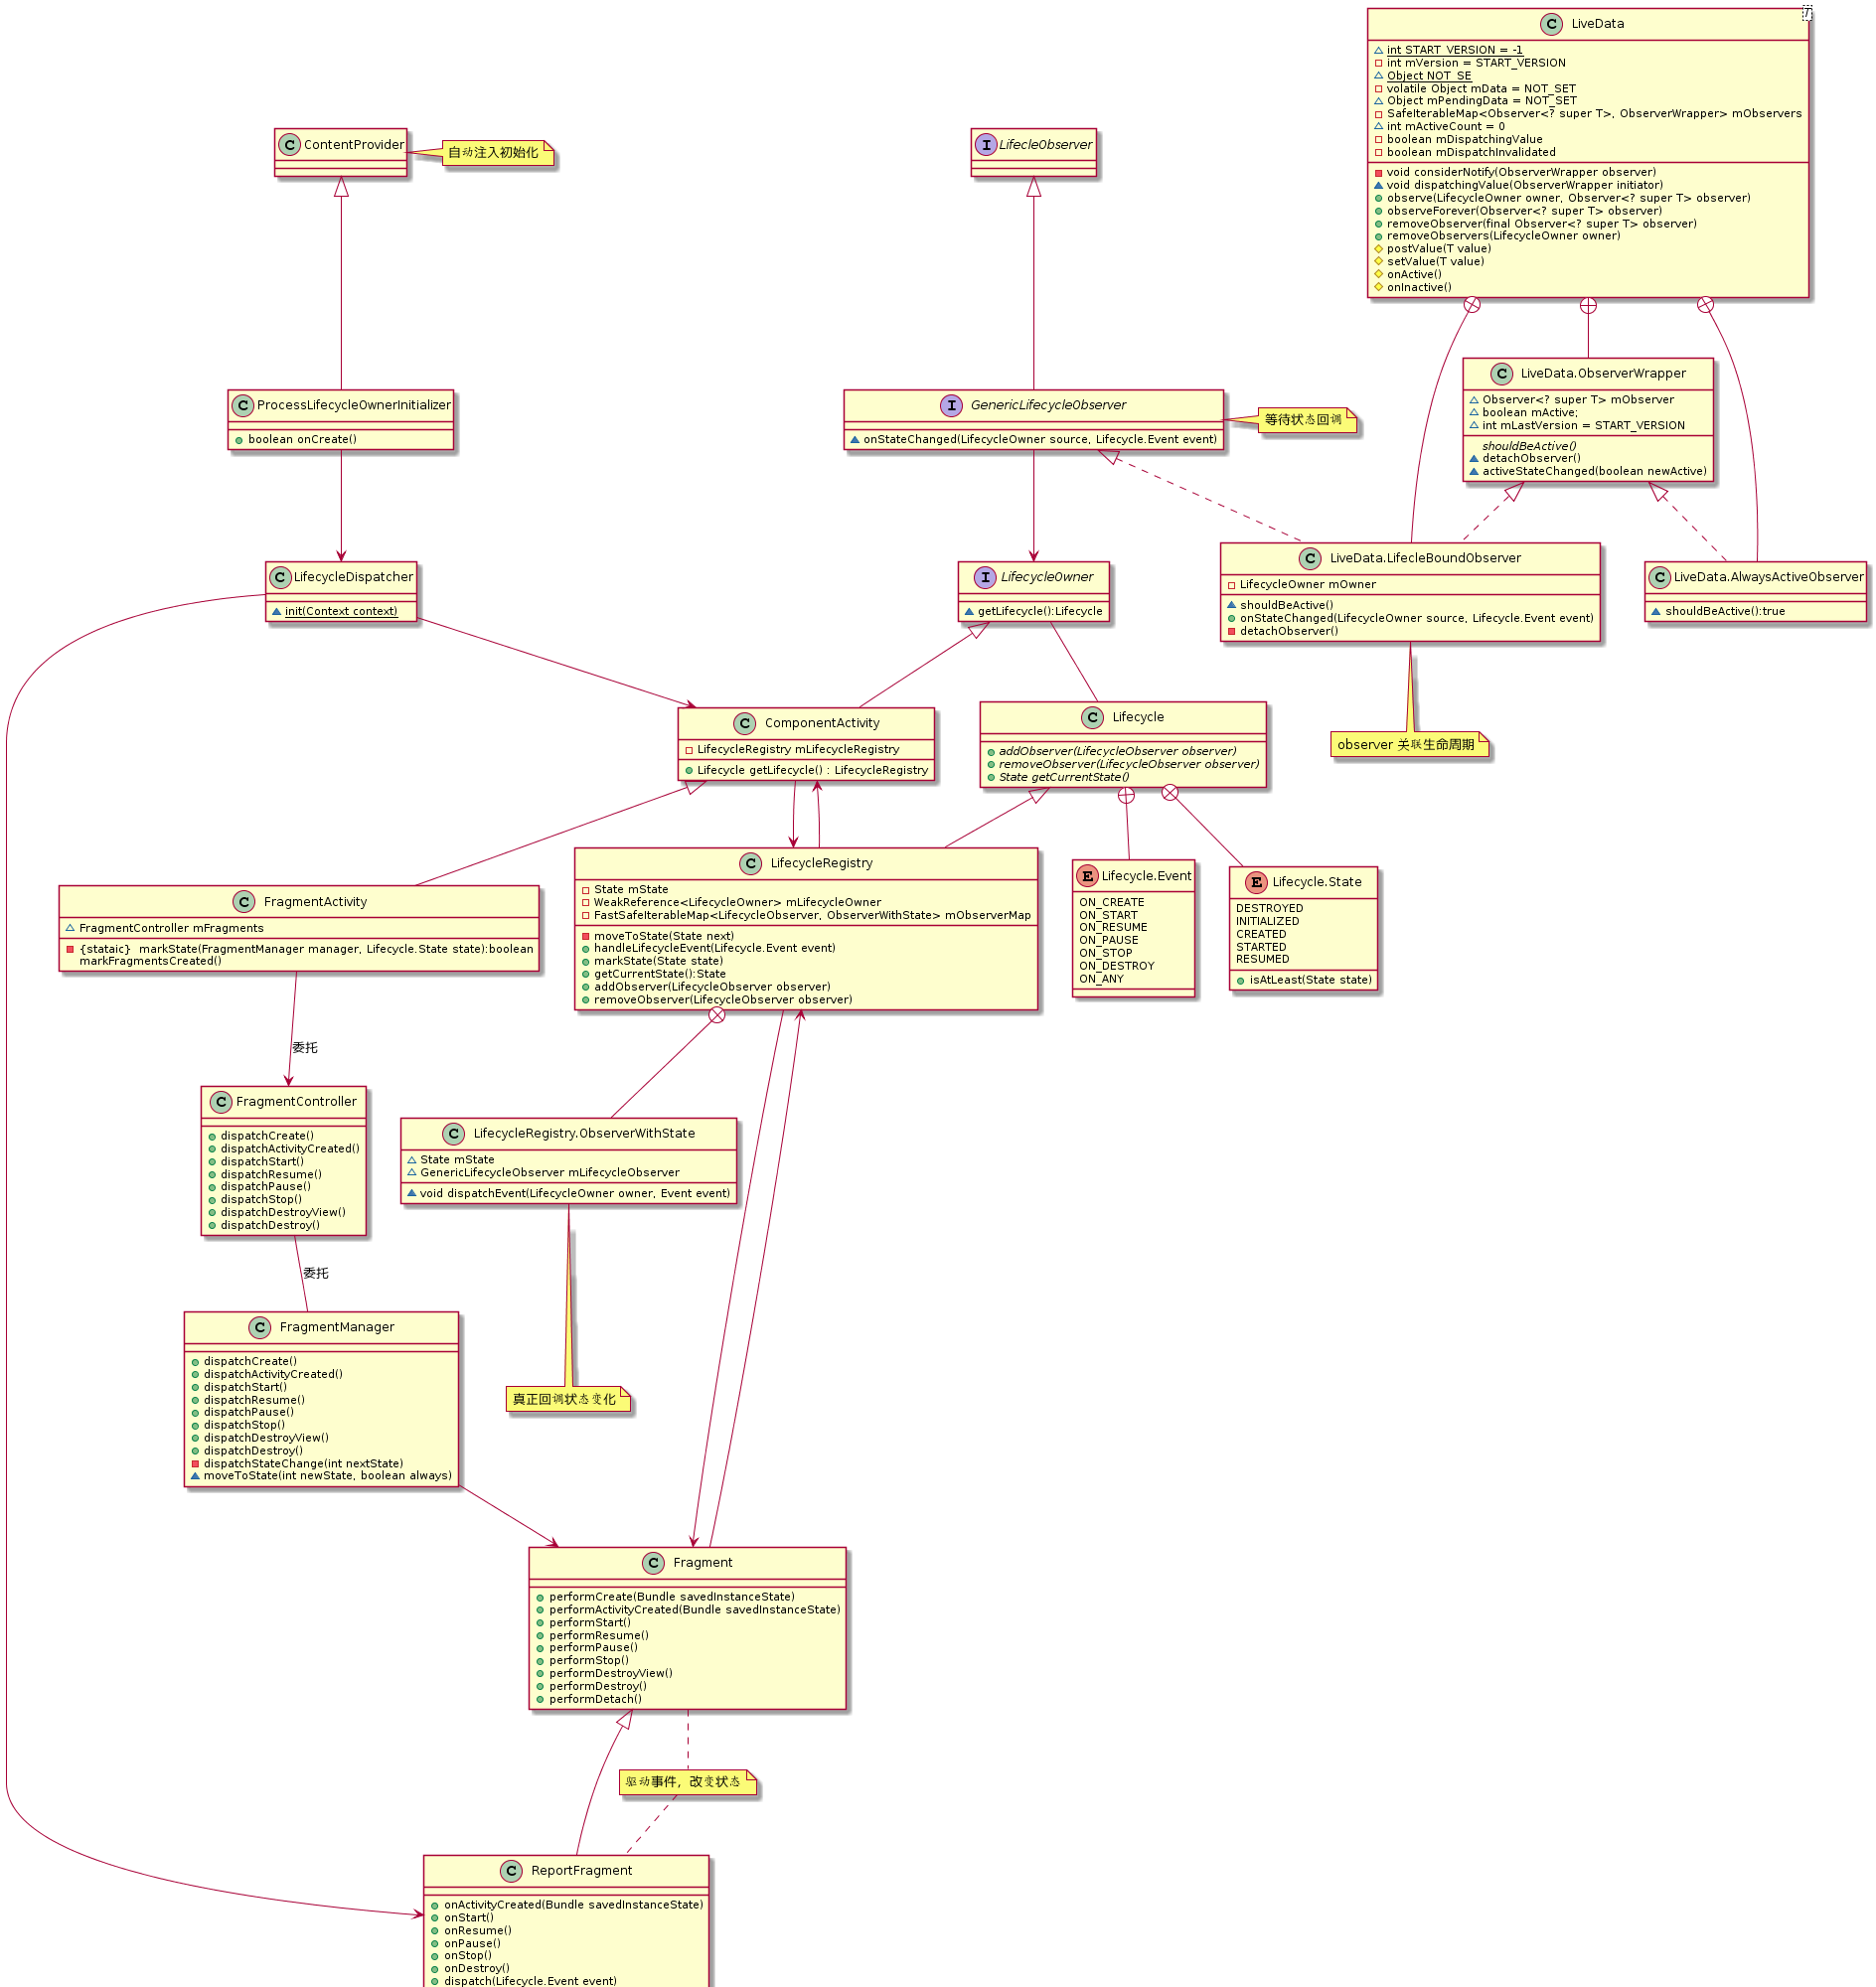 C LiveData T
int START_VERSION = -1
int mVersion = START_VERSION
Object NOT_SE
volatile Object mData = NOT_SET
Object mPendingData = NOT_SET
SafeIterableMap<Observer<? super T>, ObserverWrapper> mObservers
int mActiveCount = 0
boolean mDispatchingValue
boolean mDispatchInvalidated
void considerNotify(ObserverWrapper observer)
void dispatchingValue(ObserverWrapper initiator)
observe(LifecycleOwner owner, Observer<? super T> observer)
observeForever(Observer<? super T> observer)
removeObserver(final Observer<? super T> observer)
removeObservers(LifecycleOwner owner)
postValue(T value)
setValue(T value)
onActive()
onInactive()
C ContentProvider
自动注入初始化
I LifecleObserver
C ProcessLifecycleOwnerInitializer
boolean onCreate()
I GenericLifecycleObserver
onStateChanged(LifecycleOwner source, Lifecycle.Event event)
等待状态回调
C LiveData.ObserverWrapper
Observer<? super T> mObserver
boolean mActive;
int mLastVersion = START_VERSION
shouldBeActive()
detachObserver()
activeStateChanged(boolean newActive)
C LifecycleDispatcher
init(Context context)
I LifecycleOwner
getLifecycle():Lifecycle
C LiveData.LifecleBoundObserver
LifecycleOwner mOwner
shouldBeActive()
onStateChanged(LifecycleOwner source, Lifecycle.Event event)
detachObserver()
C LiveData.AlwaysActiveObserver
shouldBeActive():true
C ComponentActivity
LifecycleRegistry mLifecycleRegistry
Lifecycle getLifecycle() : LifecycleRegistry
C Lifecycle
addObserver(LifecycleObserver observer)
removeObserver(LifecycleObserver observer)
State getCurrentState()
observer 关联生命周期
C FragmentActivity
FragmentController mFragments
{stataic}  markState(FragmentManager manager, Lifecycle.State state):boolean
markFragmentsCreated()
C LifecycleRegistry
State mState
WeakReference<LifecycleOwner> mLifecycleOwner
FastSafeIterableMap<LifecycleObserver, ObserverWithState> mObserverMap
moveToState(State next)
handleLifecycleEvent(Lifecycle.Event event)
markState(State state)
getCurrentState():State
addObserver(LifecycleObserver observer)
removeObserver(LifecycleObserver observer)
E Lifecycle.Event
ON_CREATE
ON_START
ON_RESUME
ON_PAUSE
ON_STOP
ON_DESTROY
ON_ANY
E Lifecycle.State
DESTROYED
INITIALIZED
CREATED
STARTED
RESUMED
isAtLeast(State state)
委托
C FragmentController
dispatchCreate()
dispatchActivityCreated()
dispatchStart()
dispatchResume()
dispatchPause()
dispatchStop()
dispatchDestroyView()
dispatchDestroy()
C LifecycleRegistry.ObserverWithState
State mState
GenericLifecycleObserver mLifecycleObserver
void dispatchEvent(LifecycleOwner owner, Event event)
委托
C FragmentManager
dispatchCreate()
dispatchActivityCreated()
dispatchStart()
dispatchResume()
dispatchPause()
dispatchStop()
dispatchDestroyView()
dispatchDestroy()
dispatchStateChange(int nextState)
moveToState(int newState, boolean always)
真正回调状态变化
C Fragment
performCreate(Bundle savedInstanceState)
performActivityCreated(Bundle savedInstanceState)
performStart()
performResume()
performPause()
performStop()
performDestroyView()
performDestroy()
performDetach()
驱动事件，改变状态
C ReportFragment
onActivityCreated(Bundle savedInstanceState)
onStart()
onResume()
onPause()
onStop()
onDestroy()
dispatch(Lifecycle.Event event)